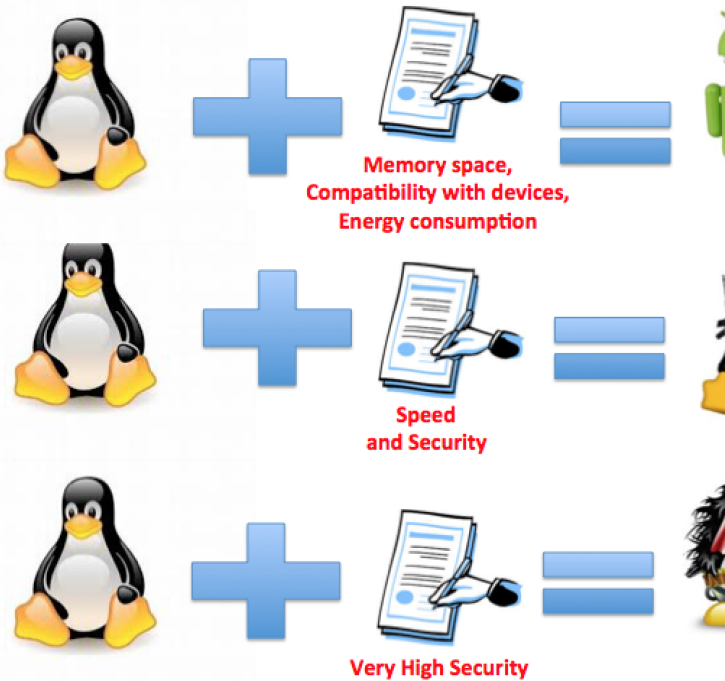 Memory space,
Compatibility with devices,
Energy consumption
Speed
and Security
Very High Security